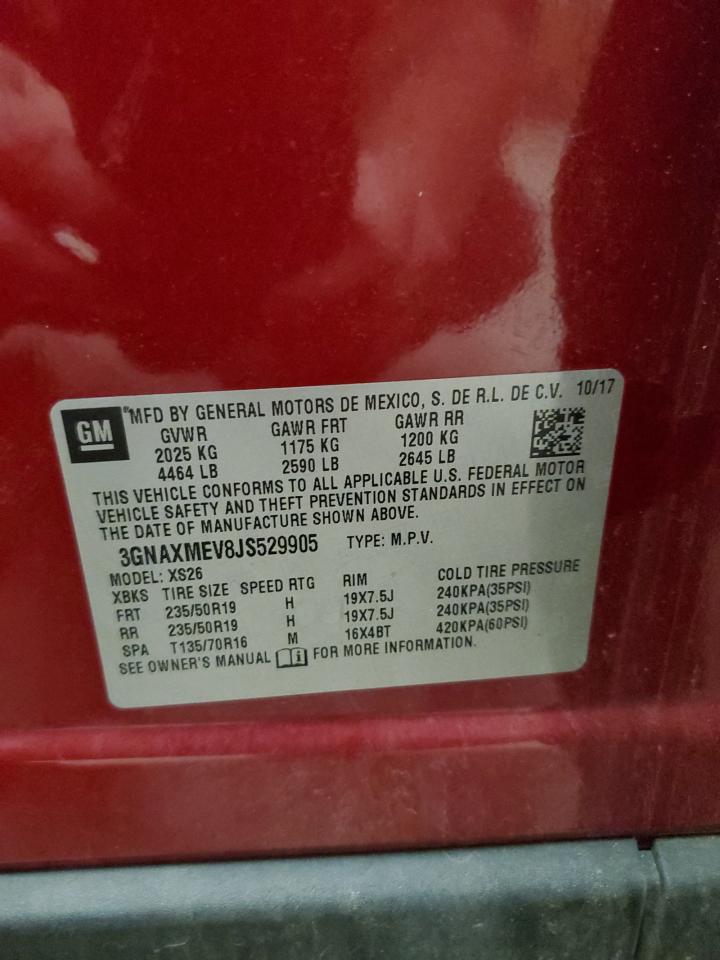 GM
MFD BY GENERAL MOTORS DE MEXICO, S. DE R.L. DE C.V. 10/17
GVWR GAWR FRT GAWR RR
2025 KG 1175 KG 1200 KG
4464 LB 2590 LB 2645 LB
THIS VEHICLE CONFORMS TO ALL APPLICABLE U.S. FEDERAL MOTOR
VEHICLE SAFETY AND THEFT PREVENTION STANDARDS IN EFFECT ON
THE DATE OF MANUFACTURE SHOWN ABOVE.
3GNAXMEV8JS529905 TYPE: M.P.V.
MODEL: XS26
XBKS TIRE SIZE SPEED RTG RIM COLD TIRE PRESSURE
FRT 235/50R19 H 19X7.5J 240KPA(35PSI)
RR 235/50R19 H 19X7.5J 240KPA(35PSI)
SPA T135/70R16 M 16X4BT 420KPA(60PSI)
SEE OWNER'S MANUAL FOR MORE INFORMATION.